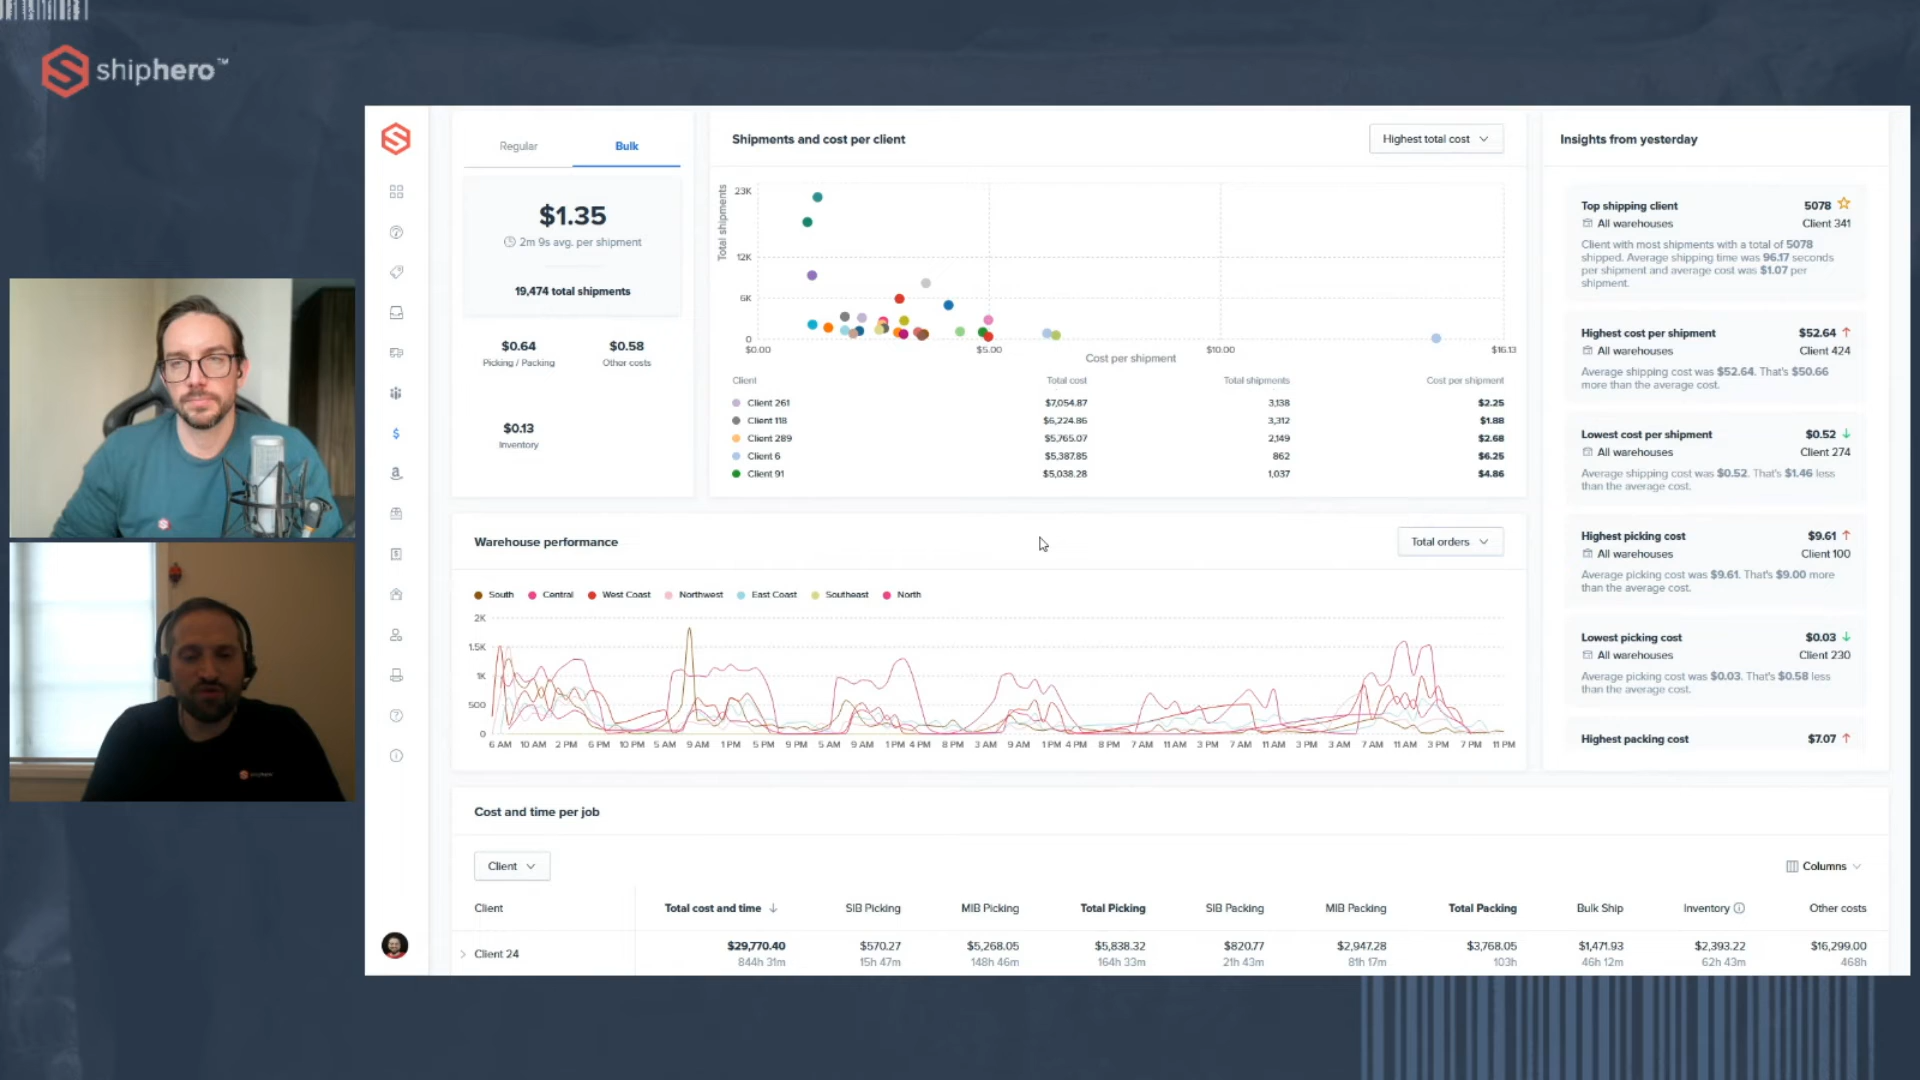 shiphero™
Regular
Bulk
$1.35
2m 9s avg. per shipment
19,474 total shipments
$0.64
Picking / Packing
$0.58
Other costs
$0.13
Inventory
Shipments and cost per client
Highest total cost
Total shipments
23K
12K
6K
0
$0.00
$5.00
$10.00
$16.13
Cost per shipment
Client Total cost Total shipments Cost per shipment
Client 261 $7,054.87 3,138 $2.25
Client 118 $6,224.86 3,312 $1.88
Client 289 $5,765.07 2,149 $2.68
Client 6 $5,387.85 862 $6.25
Client 91 $5,038.28 1,037 $4.86
Insights from yesterday
Top shipping client 5078
All warehouses Client 341
Client with most shipments with a total of 5078
shipped. Average shipping time was 96.17 seconds
per shipment and average cost was $1.07 per
shipment.
Highest cost per shipment $52.64
All warehouses Client 424
Average shipping cost was $52.64. That's $50.66
more than the average cost.
Lowest cost per shipment $0.52
All warehouses Client 274
Average shipping cost was $0.52. That's $1.46 less
than the average cost.
Highest picking cost $9.61
All warehouses Client 100
Average picking cost was $9.61. That's $9.00 more
than the average cost.
Lowest picking cost $0.03
All warehouses Client 230
Average picking cost was $0.03. That's $0.58 less
than the average cost.
Highest packing cost $7.07
Warehouse performance
Total orders
South Central West Coast Northwest East Coast Southeast North
2K
1.5K
1K
500
0
6 AM 10 AM 2 PM 6 PM 10 PM 5 AM 9 AM 1 PM 5 PM 9 PM 5 AM 9 AM 1 PM 4 PM 8 PM 3 AM 9 AM 1 PM 4 PM 8 PM 7 AM 11 AM 3 PM 7 AM 11 AM 3 PM 3 AM 7 AM 11 AM 3 PM 7 PM 11 PM
Cost and time per job
Client
Columns
Client Total cost and time SIB Picking MIB Picking Total Picking SIB Packing MIB Packing Total Packing Bulk Ship Inventory Other costs
Client 24 $29,770.40 $570.27 $5,268.05 $5,838.32 $820.77 $2,947.28 $3,768.05 $1,471.93 $2,393.22 $16,299.00
844h 31m 15h 47m 148h 46m 164h 33m 21h 43m 81h 17m 103h 46h 12m 62h 43m 468h